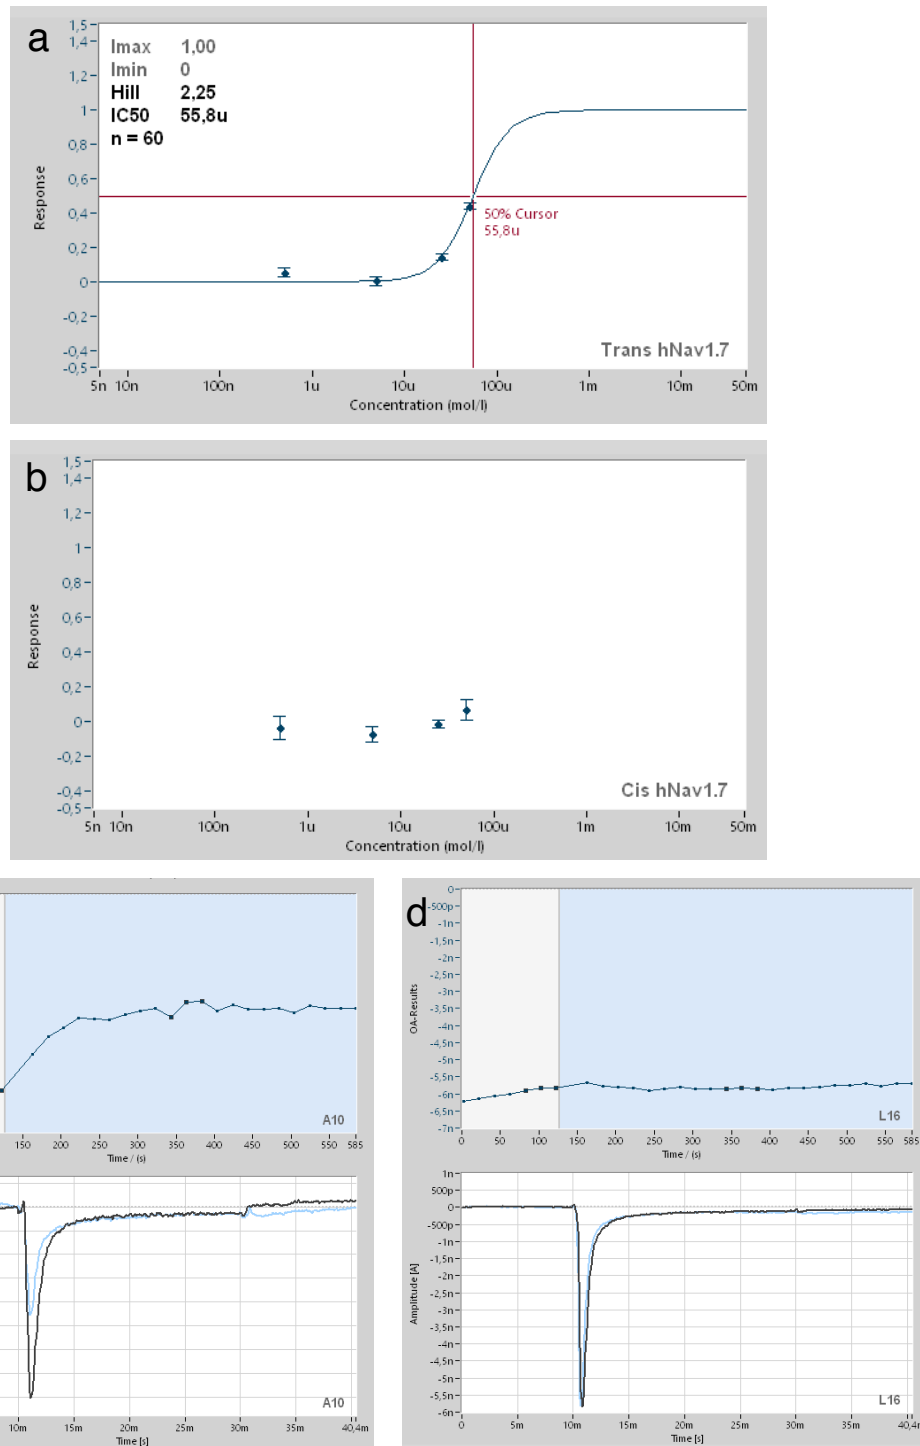 a
Imax 1,00
Imin 0
Hill 2,25
IC50 55,8u
n = 60
1,5
1,4
1,2
1
0,8
0,6
0,4
0,2
0
-0,2
-0,4
-0,5
Response
50% Cursor
55,8u
Trans hNav1.7
5n 10n 100n 1u 10u 100u 1m 10m 50m
Concentration (mol/l)
b
1,5
1,4
1,2
1
0,8
0,6
0,4
0,2
0
-0,2
-0,4
-0,5
Response
Cis hNav1.7
5n 10n 100n 1u 10u 100u 1m 10m 50m
Concentration (mol/l)
A10
150 200 250 300 350 400 450 500 550 585
Time / (s)
A10
10m 15m 20m 25m 30m 35m 40,4m
Time [s]
d
0
-500p
-1n
-1,5n
-2n
-2,5n
-3n
-3,5n
-4n
-4,5n
-5n
-5,5n
-6n
-6,5n
-7n
OA-Results
L16
0 50 100 150 200 250 300 350 400 450 500 550 585
Time / (s)
1n
500p
0
-500p
-1n
-1,5n
-2n
-2,5n
-3n
-3,5n
-4n
-4,5n
-5n
-5,5n
-6n
Amplitude [A]
L16
0 5m 10m 15m 20m 25m 30m 35m 40,4m
Time [s]